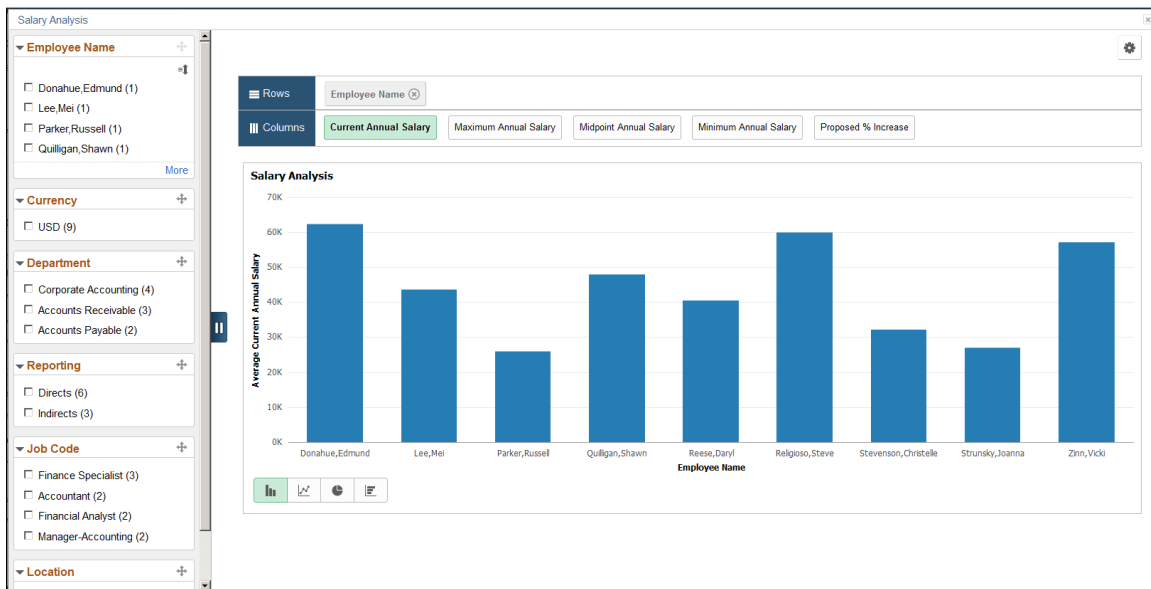 Salary Analysis
Employee Name
Donahue,Edmund (1)
Lee,Mei (1)
Parker,Russell (1)
Quilligan,Shawn (1)
More
Currency
USD (9)
Department
Corporate Accounting (4)
Accounts Receivable (3)
Accounts Payable (2)
Reporting
Directs (6)
Indirects (3)
Job Code
Finance Specialist (3)
Accountant (2)
Financial Analyst (2)
Manager-Accounting (2)
Location
Rows
Employee Name
Columns
Current Annual Salary
Maximum Annual Salary
Midpoint Annual Salary
Minimum Annual Salary
Proposed % Increase
Salary Analysis
Average Current Annual Salary
70K
60K
50K
40K
30K
20K
10K
0K
Donahue,Edmund
Lee,Mei
Parker,Russell
Quilligan,Shawn
Reese,Daryl
Religioso,Steve
Stevenson,Christelle
Strunsky,Joanna
Zinn,Vicki
Employee Name